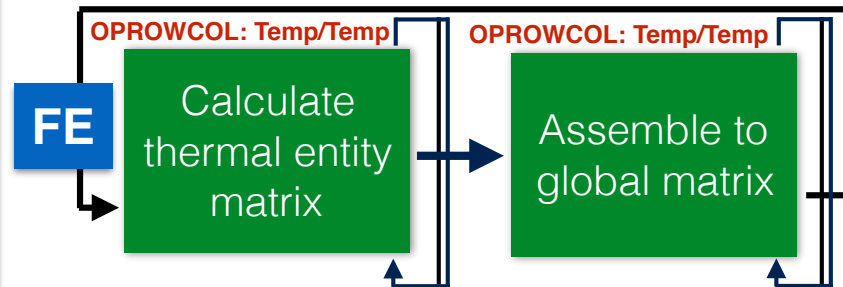 OPROWCOL: Temp/Temp
OPROWCOL: Temp/Temp
FE
Calculate
thermal entity
matrix
Assemble to
global matrix